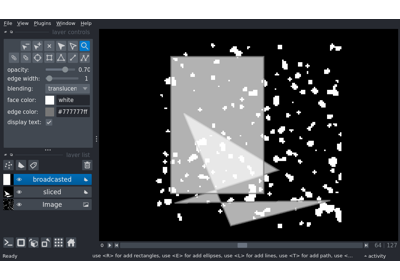 File View Plugins Window Help
layer controls
opacity: 0.70
edge width: 1
blending: translucen
face color: white
edge color: #777777ff
display text:
layer list
broadcasted
sliced
Image
64 127
Ready
use <R> for add rectangles, use <E> for add ellipses, use <L> for add lines, use <T> for add path, use <...
activity